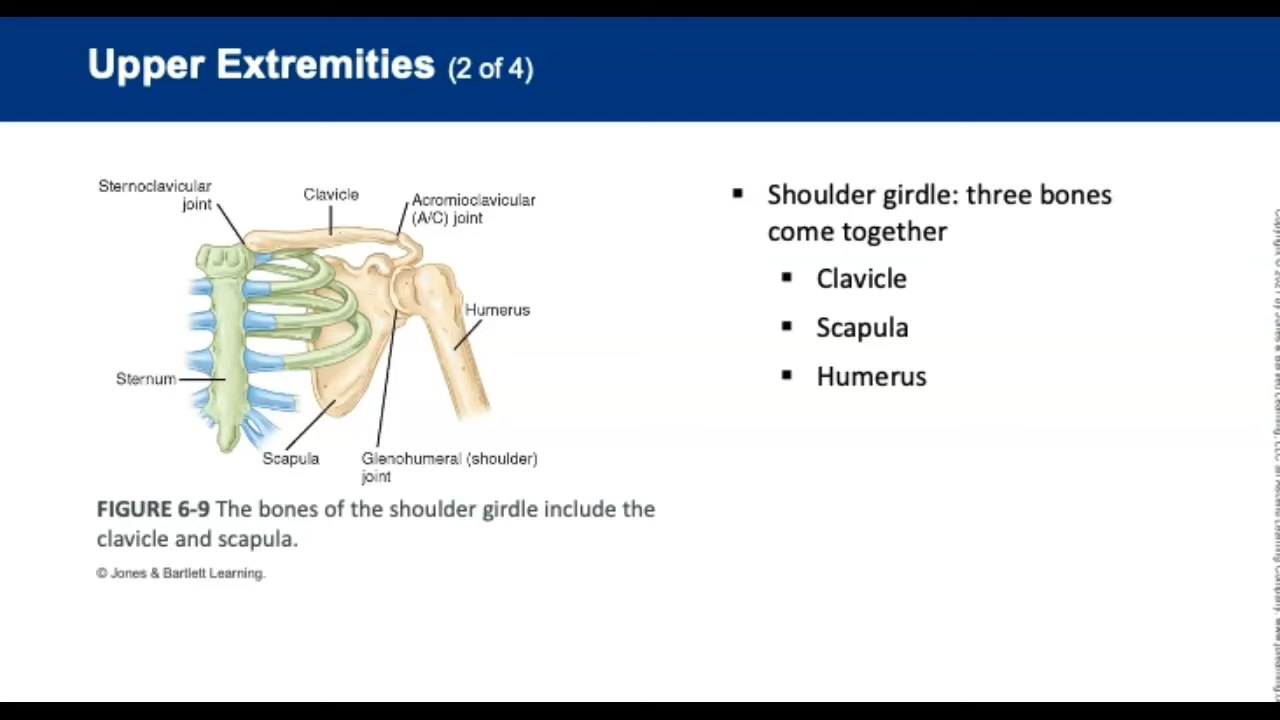 Upper Extremities (2 of 4)
Sternoclavicular
joint
Clavicle
Acromioclavicular
(A/C) joint
Humerus
Sternum
Scapula
Glenohumeral (shoulder)
joint
FIGURE 6-9 The bones of the shoulder girdle include the
clavicle and scapula.
© Jones & Bartlett Learning.
▪ Shoulder girdle: three bones
come together
▪ Clavicle
▪ Scapula
▪ Humerus